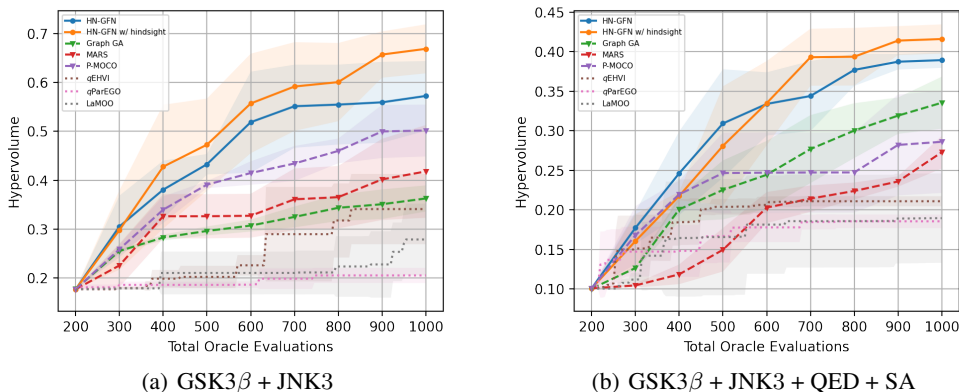 HN-GFN
HN-GFN w/ hindsight
Graph GA
MARS
P-MOCO
qEHVI
qParEGO
LaMOO
Hypervolume
0.7
0.6
0.5
0.4
0.3
0.2
200 300 400 500 600 700 800 900 1000
Total Oracle Evaluations
(a) GSK3β + JNK3
HN-GFN
HN-GFN w/ hindsight
Graph GA
MARS
P-MOCO
qEHVI
qParEGO
LaMOO
Hypervolume
0.45
0.40
0.35
0.30
0.25
0.20
0.15
0.10
200 300 400 500 600 700 800 900 1000
Total Oracle Evaluations
(b) GSK3β + JNK3 + QED + SA